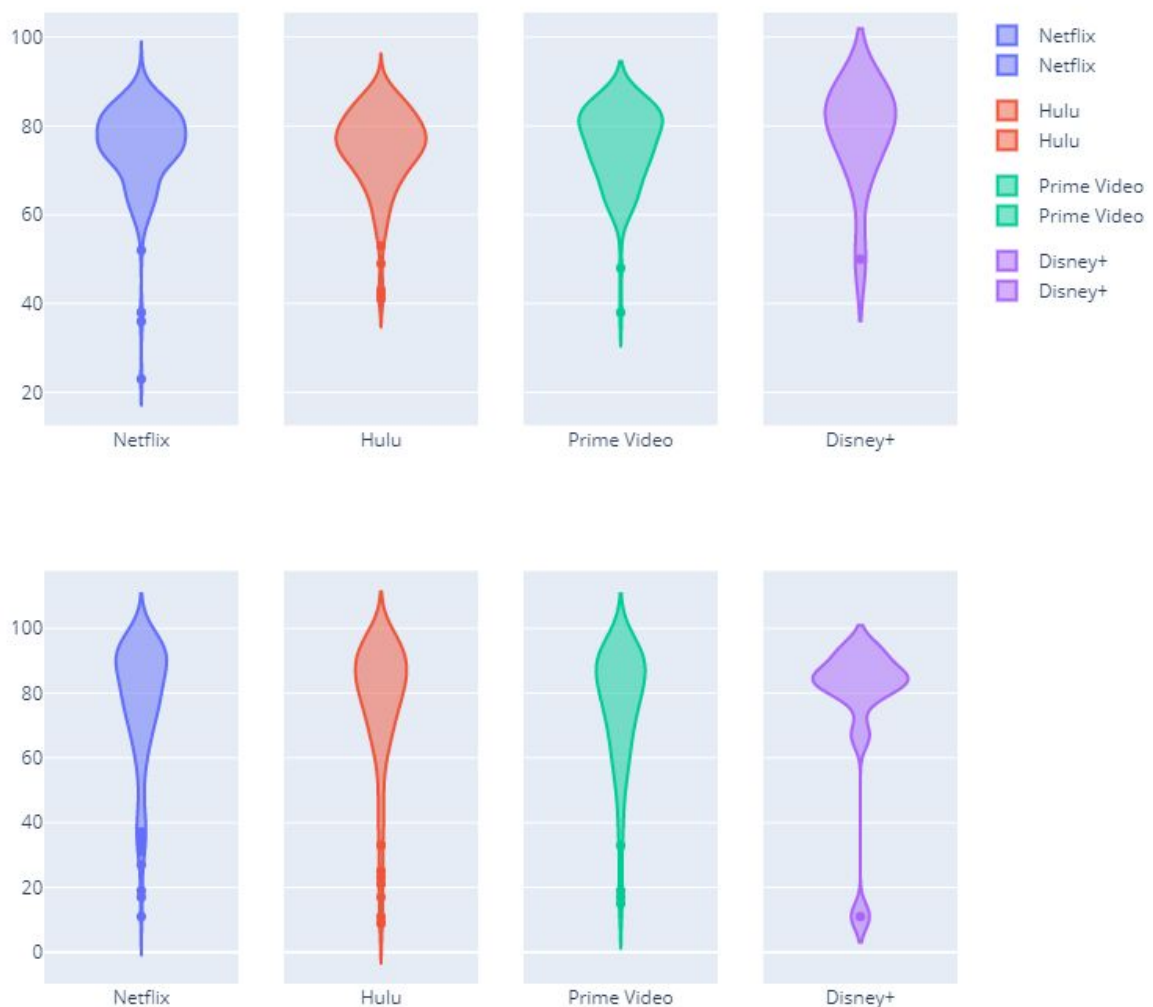 100
80
60
40
20
Netflix Hulu Prime Video Disney+
Netflix
Netflix
Hulu
Hulu
Prime Video
Prime Video
Disney+
Disney+
100
80
60
40
20
0
Netflix Hulu Prime Video Disney+